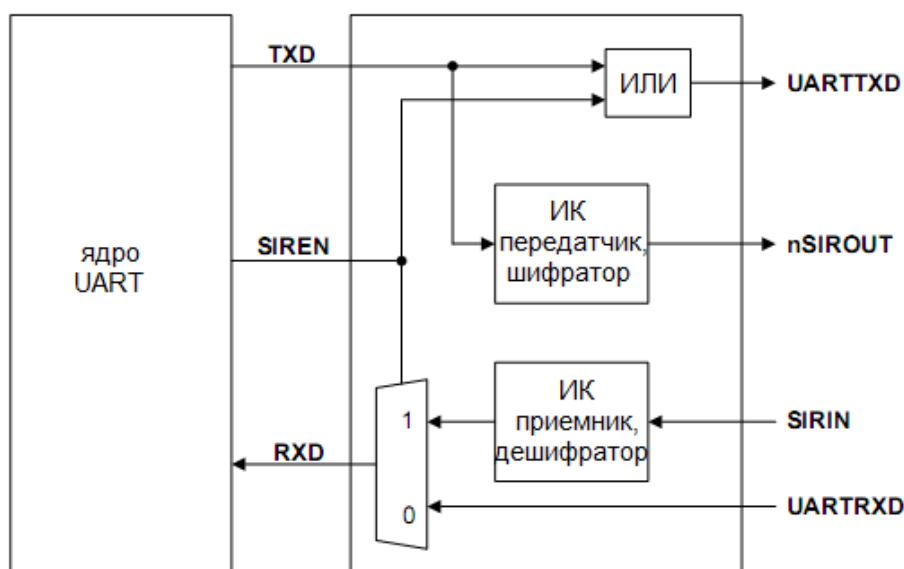 TXD
ИЛИ
UARTTXD
ИК
передатчик,
шифратор
nSIROUT
ядро
UART
SIREN
ИК
приемник,
дешифратор
1
SIRIN
RXD
0
UARTRXD